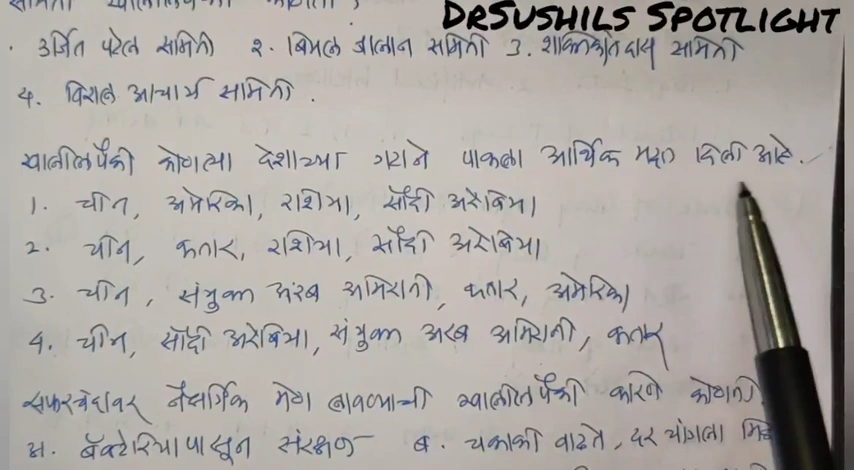 DRSUSHILS SPOTLIGHT
. उर्जित पटेल समिती २. बिमल जालान समिती ३. शक्तिकांत दास समिती
४. विरल आचार्य समिती.
खालीलपैकी कोणत्या देशाच्या गटाने पाकला आर्थिक मदत दिली आहे.
१. चीन, अमेरिका, रशिया, सौदी अरेबिया
२. चीन, कतार, रशिया, सौदी अरेबिया
३. चीन, संयुक्त अरब अमिराती, कतार, अमेरिका
४. चीन, सौदी अरेबिया, संयुक्त अरब अमिराती, कतार
सफरचंदावर नैसर्गिक मेण लावण्याची खालीलपैकी कारणे कोणती
अ. बॅक्टेरिया पासून संरक्षण ब. चकाकी वाढते, दर चांगला